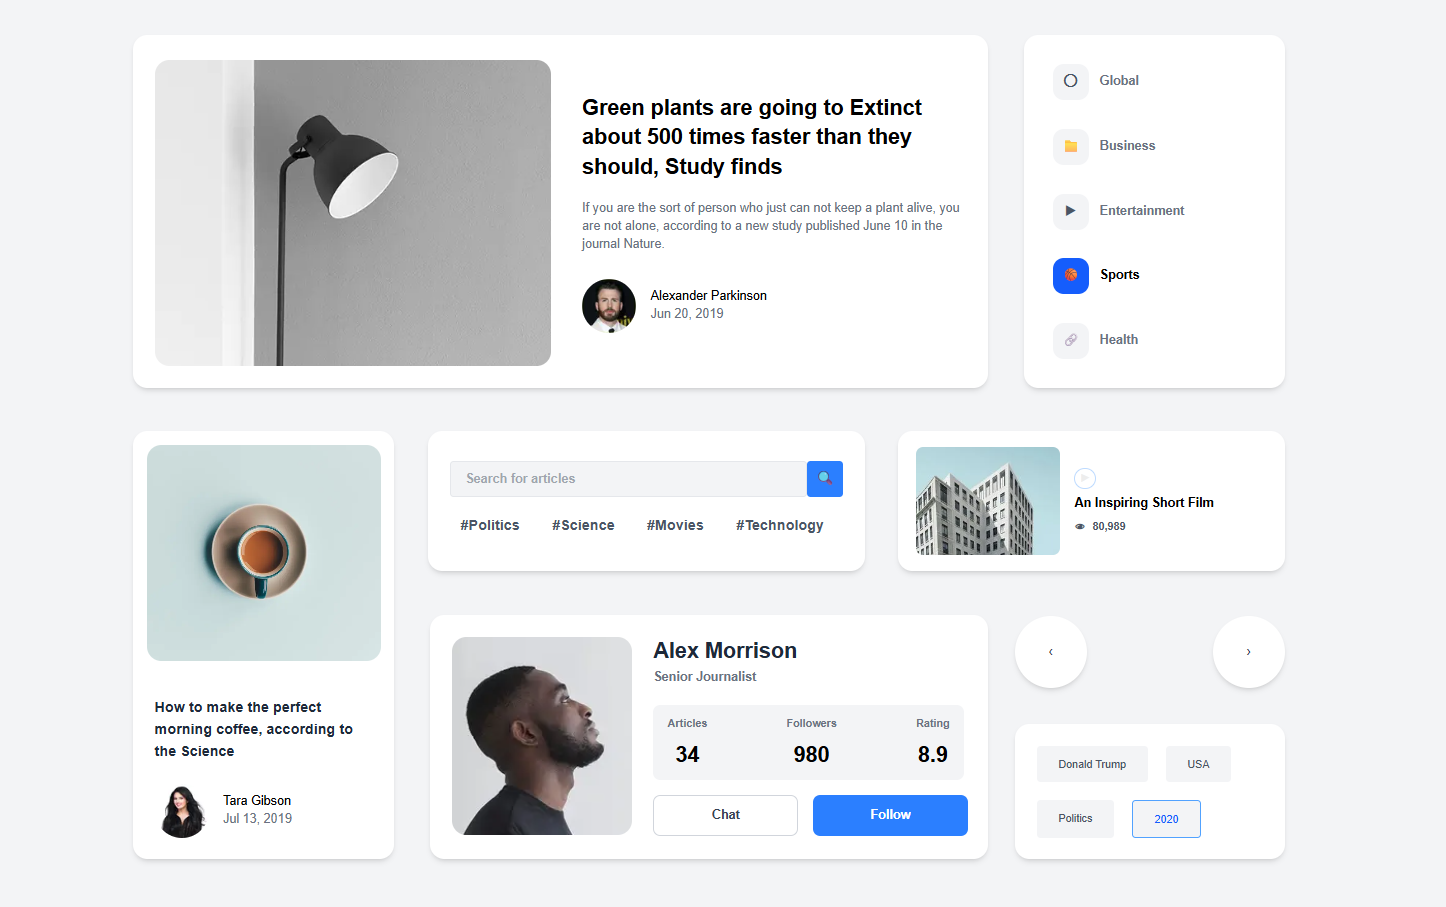 Green plants are going to Extinct
about 500 times faster than they
should, Study finds
If you are the sort of person who just can not keep a plant alive, you
are not alone, according to a new study published June 10 in the
journal Nature.
Alexander Parkinson
Jun 20, 2019
Global
Business
Entertainment
Sports
Health
How to make the perfect
morning coffee, according to
the Science
Tara Gibson
Jul 13, 2019
Search for articles
#Politics #Science #Movies #Technology
An Inspiring Short Film
80,989
Alex Morrison
Senior Journalist
Articles Followers Rating
34 980 8.9
Chat Follow
‹ ›
Donald Trump USA
Politics 2020